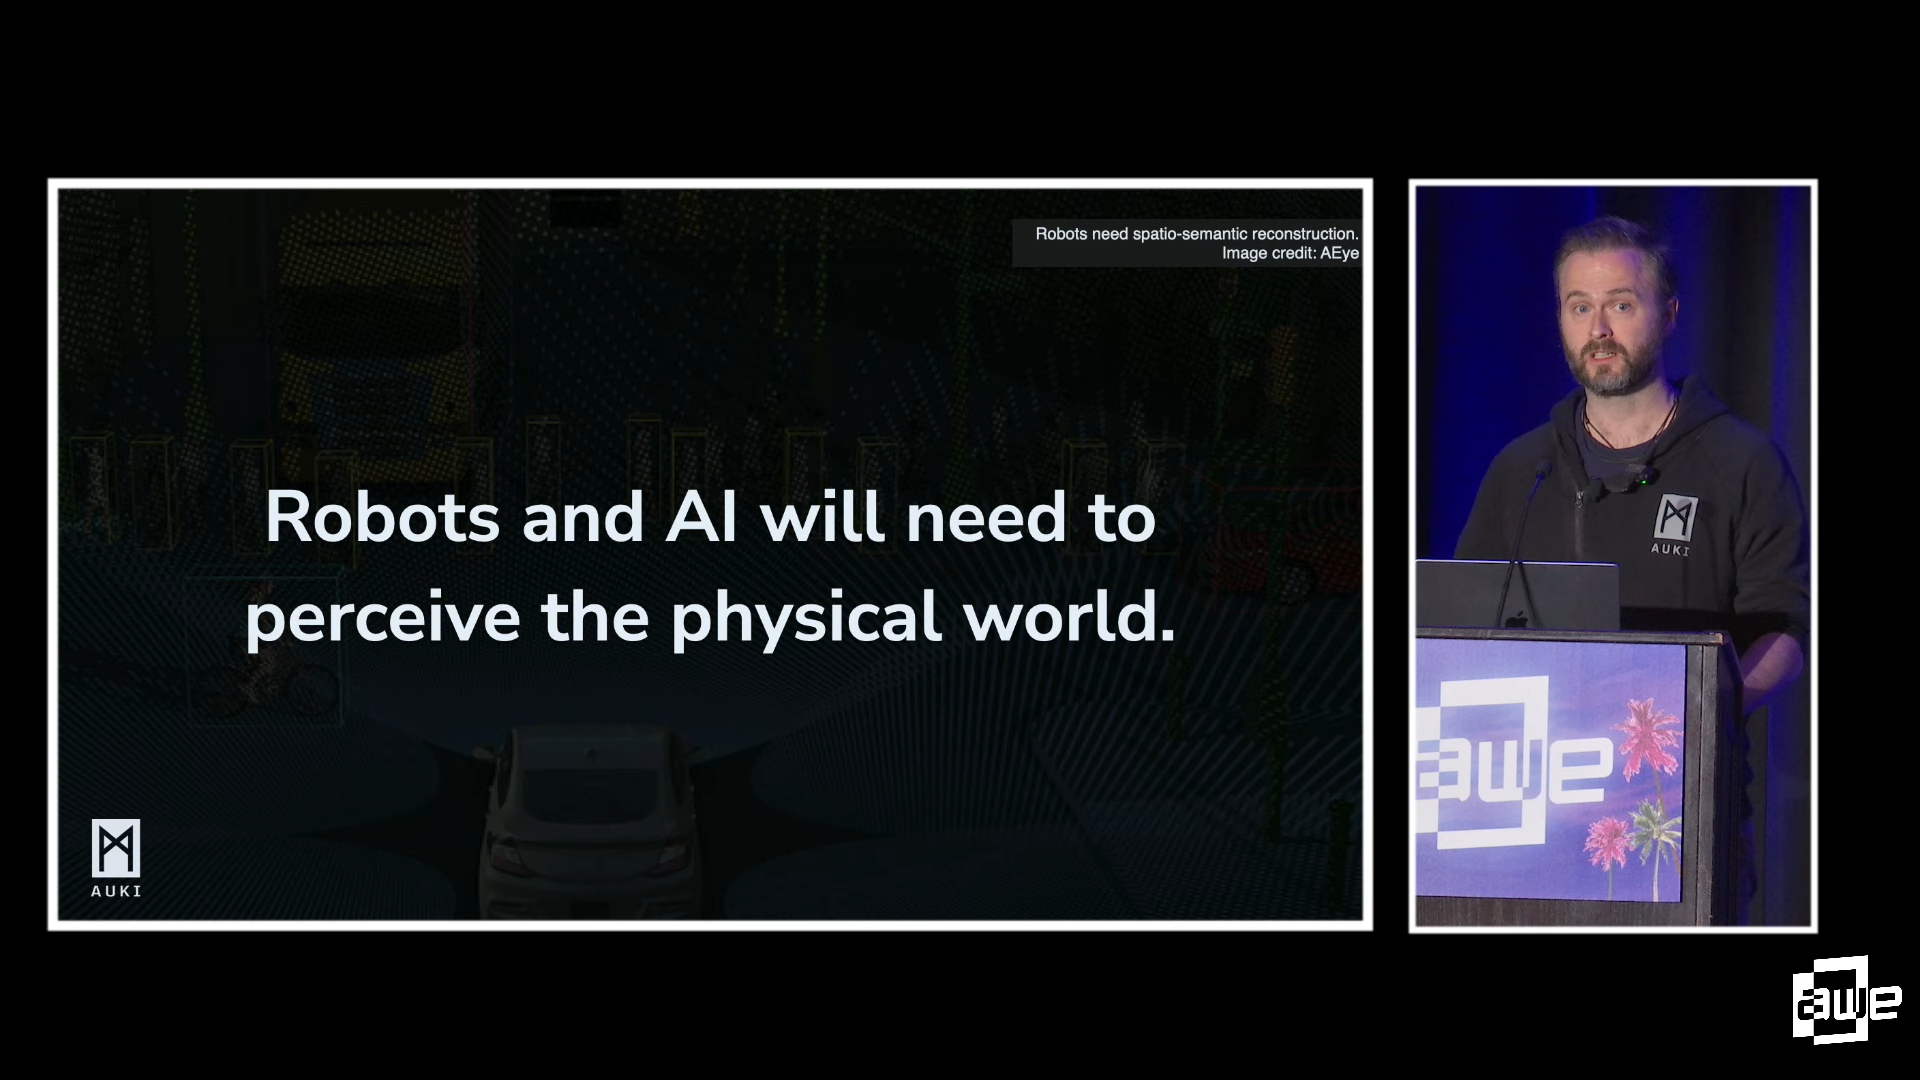 Robots need spatio-semantic reconstruction.
Image credit: AEye
Robots and AI will need to
perceive the physical world.
AUKI
AUKI
awe
awe